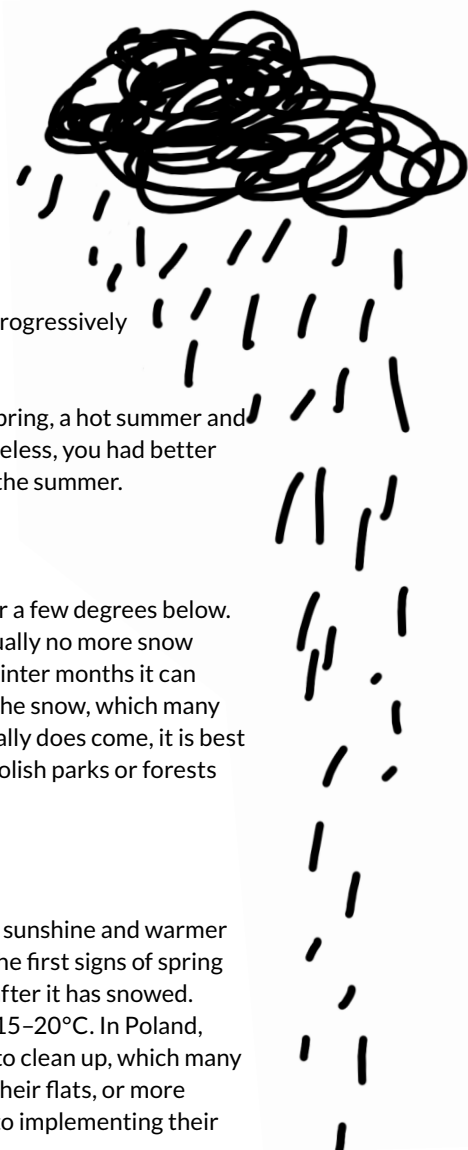 rogressively
pring, a hot summer and
eless, you had better
the summer.
r a few degrees below.
ually no more snow
inter months it can
he snow, which many
ally does come, it is best
olish parks or forests
sunshine and warmer
he first signs of spring
fter it has snowed.
15–20°C. In Poland,
to clean up, which many
heir flats, or more
to implementing their